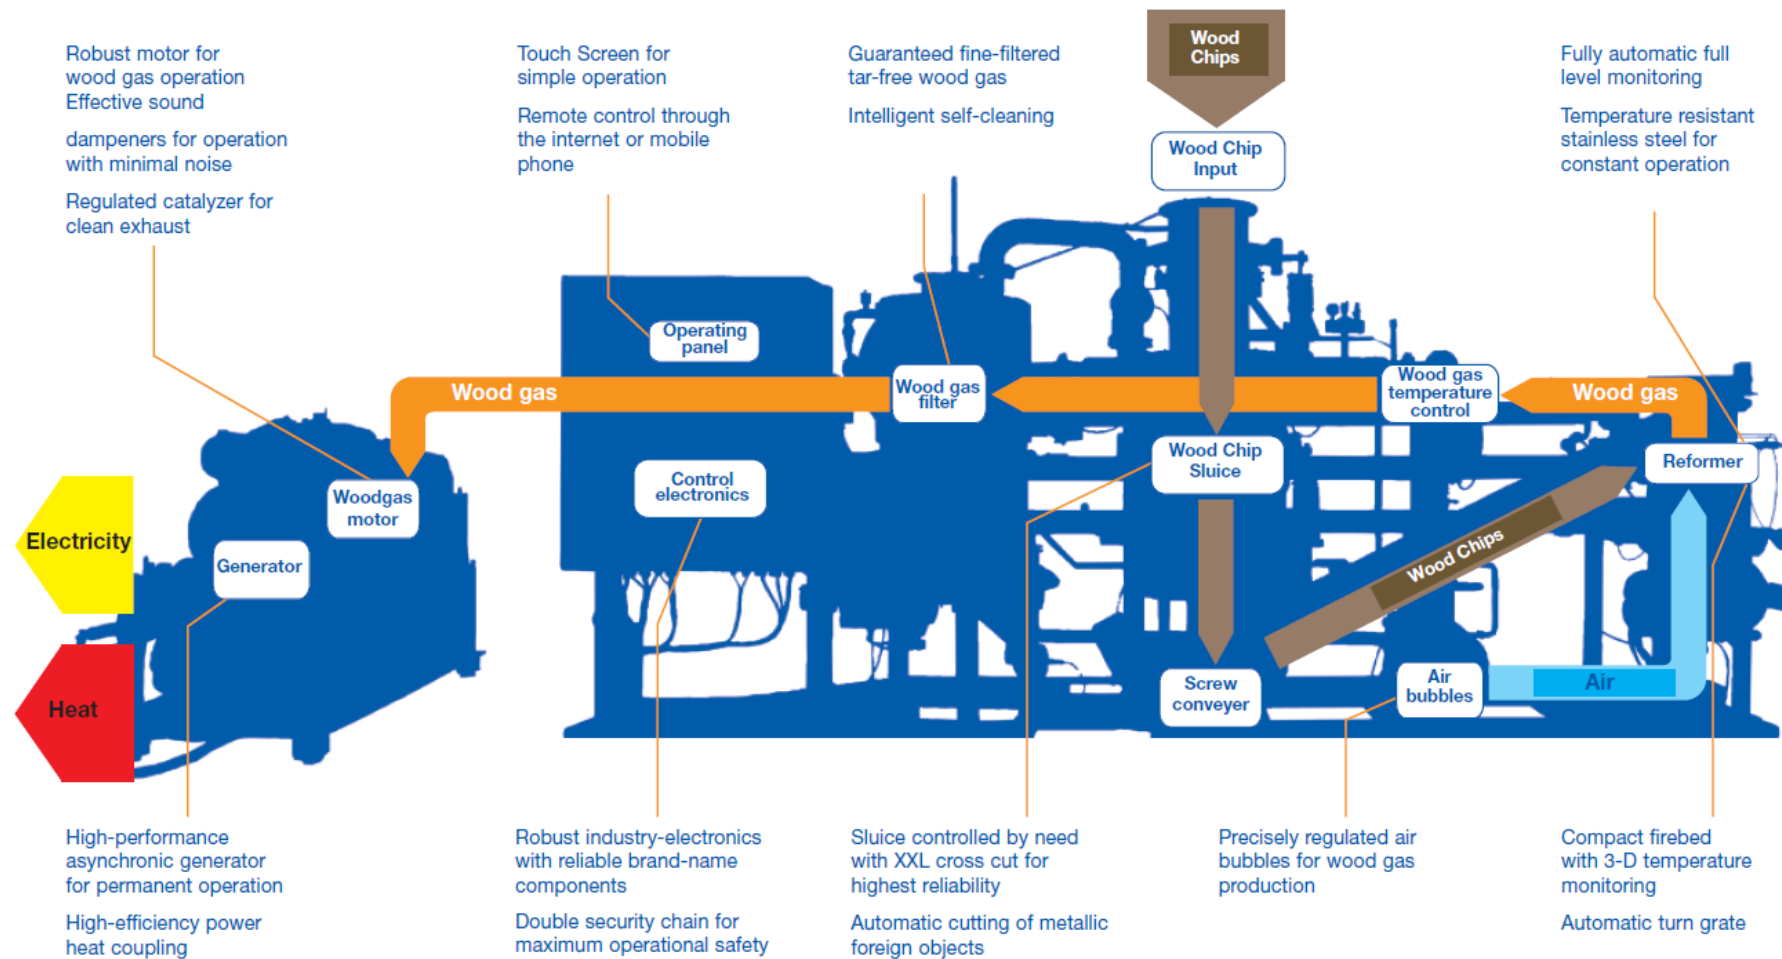 Robust motor for
wood gas operation
Effective sound
dampeners for operation
with minimal noise
Regulated catalyzer for
clean exhaust
Touch Screen for
simple operation
Remote control through
the internet or mobile
phone
Guaranteed fine-filtered
tar-free wood gas
Intelligent self-cleaning
Wood
Chips
Fully automatic full
level monitoring
Temperature resistant
stainless steel for
constant operation
Wood Chip
Input
Operating
panel
Wood gas
Wood gas
filter
Wood gas
temperature
control
Wood gas
Wood Chip
Sluice
Reformer
Control
electronics
Woodgas
motor
Generator
Electricity
Heat
Wood Chips
Screw
conveyer
Air
bubbles
Air
High-performance
asynchronic generator
for permanent operation
High-efficiency power
heat coupling
Robust industry-electronics
with reliable brand-name
components
Double security chain for
maximum operational safety
Sluice controlled by need
with XXL cross cut for
highest reliability
Automatic cutting of metallic
foreign objects
Precisely regulated air
bubbles for wood gas
production
Compact firebed
with 3-D temperature
monitoring
Automatic turn grate